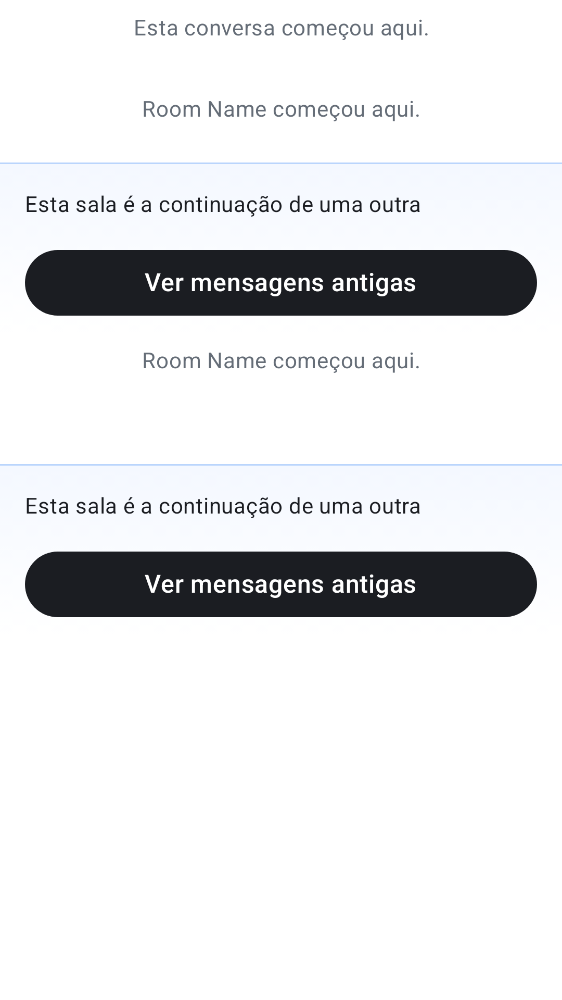 Esta conversa começou aqui.
Room Name começou aqui.
Esta sala é a continuação de uma outra
Ver mensagens antigas
Room Name começou aqui.
Esta sala é a continuação de uma outra
Ver mensagens antigas